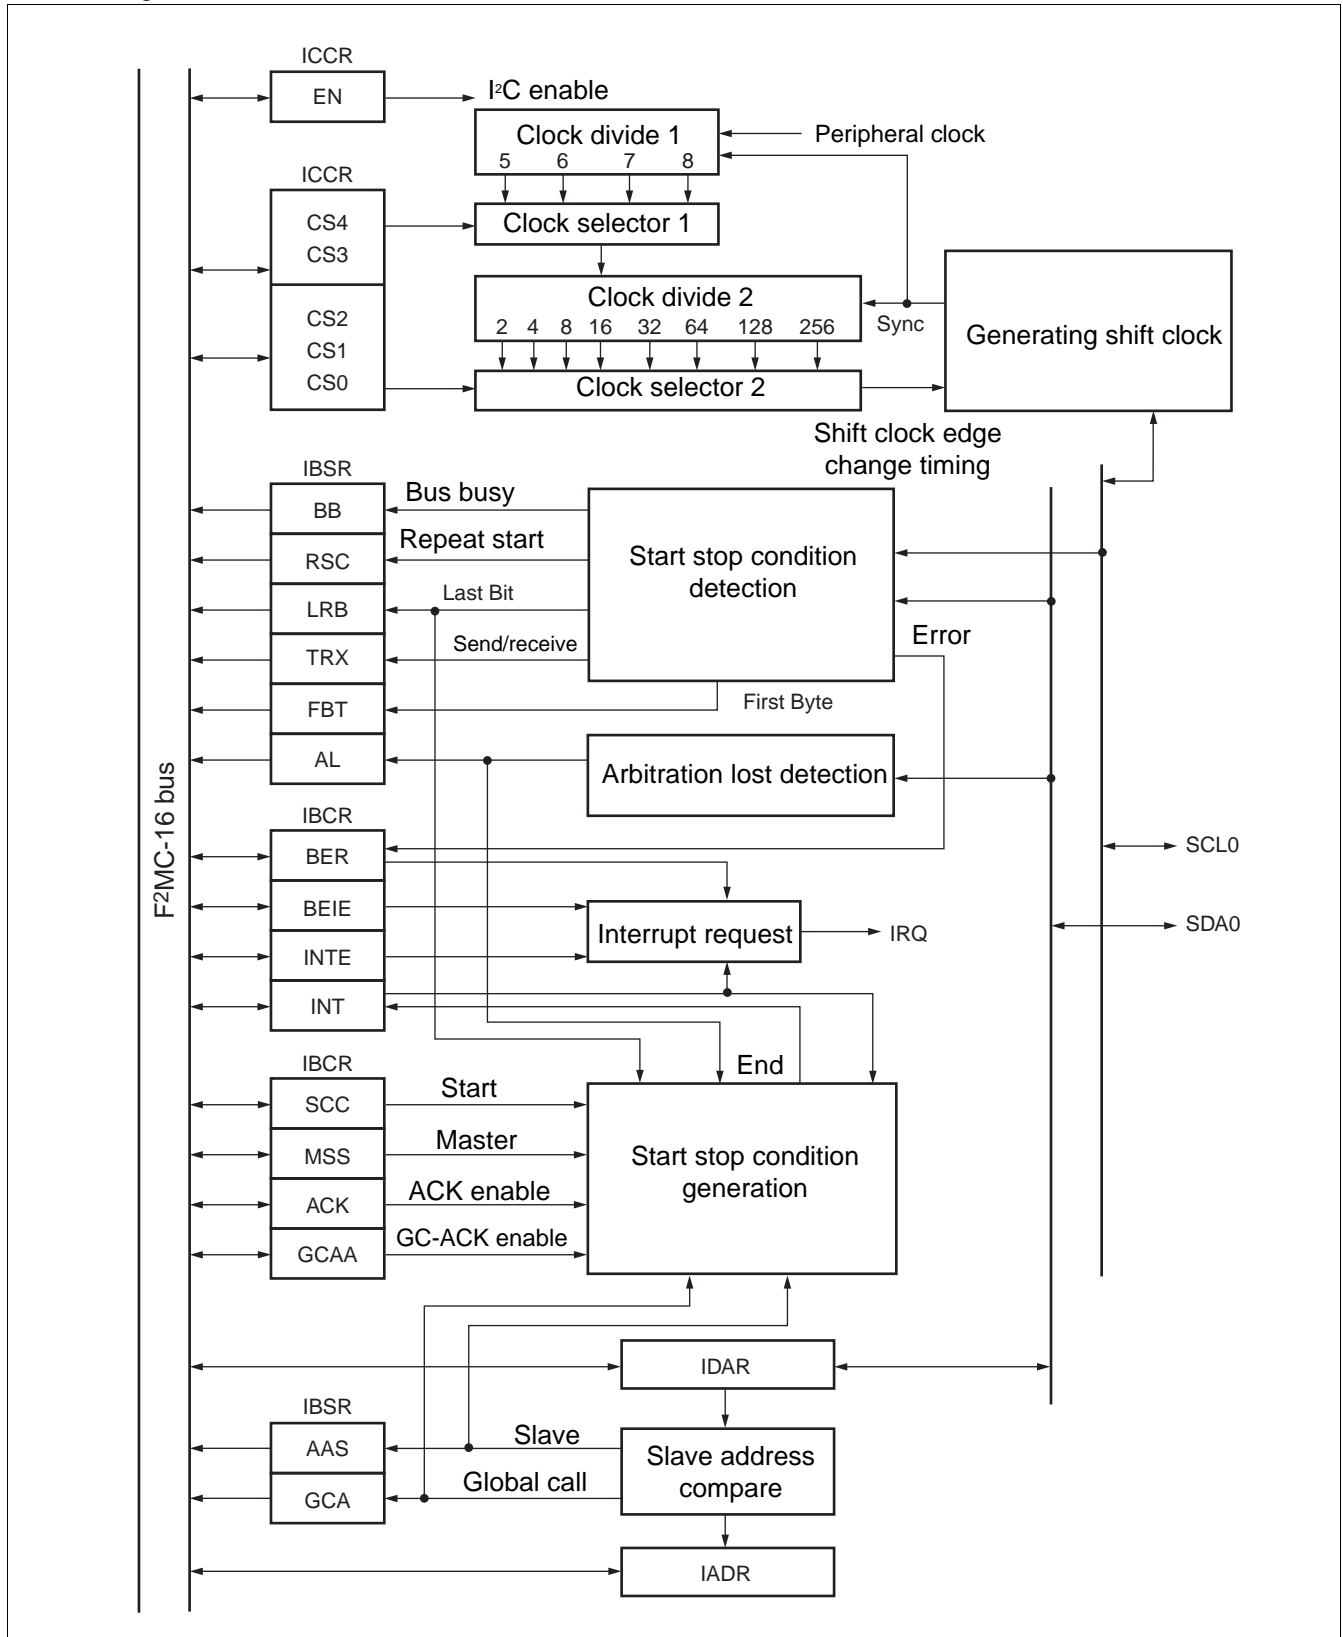 ICCR
EN
I²C enable
Clock divide 1
5 6 7 8
Peripheral clock
ICCR
CS4
CS3
Clock selector 1
CS2
CS1
CS0
Clock divide 2
2 4 8 16 32 64 128 256
Sync
Clock selector 2
Generating shift clock
Shift clock edge
change timing
IBSR
BB
Bus busy
RSC
Repeat start
LRB
Last Bit
TRX
Send/receive
FBT
First Byte
AL
Start stop condition
detection
Error
Arbitration lost detection
F²MC-16 bus
IBCR
BER
BEIE
INTE
INT
Interrupt request
IRQ
SCL0
SDA0
End
IBCR
SCC
Start
MSS
Master
ACK
ACK enable
GCAA
GC-ACK enable
Start stop condition
generation
IDAR
IBSR
AAS
Slave
GCA
Global call
Slave address
compare
IADR